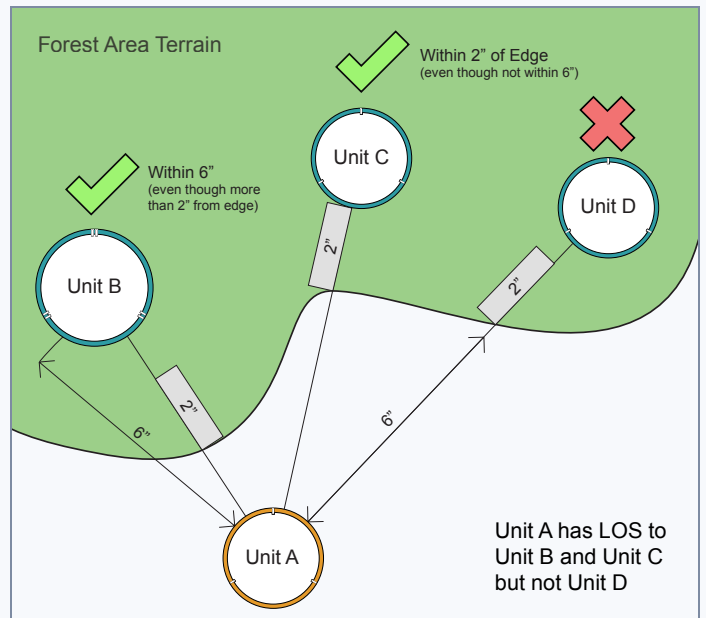 Forest Area Terrain
Within 2” of Edge
(even though not within 6”)
Unit C
Unit D
Within 6”
(even though more
than 2” from edge)
Unit B
2”
2”
2”
6”
6”
Unit A
Unit A has LOS to
Unit B and Unit C
but not Unit D